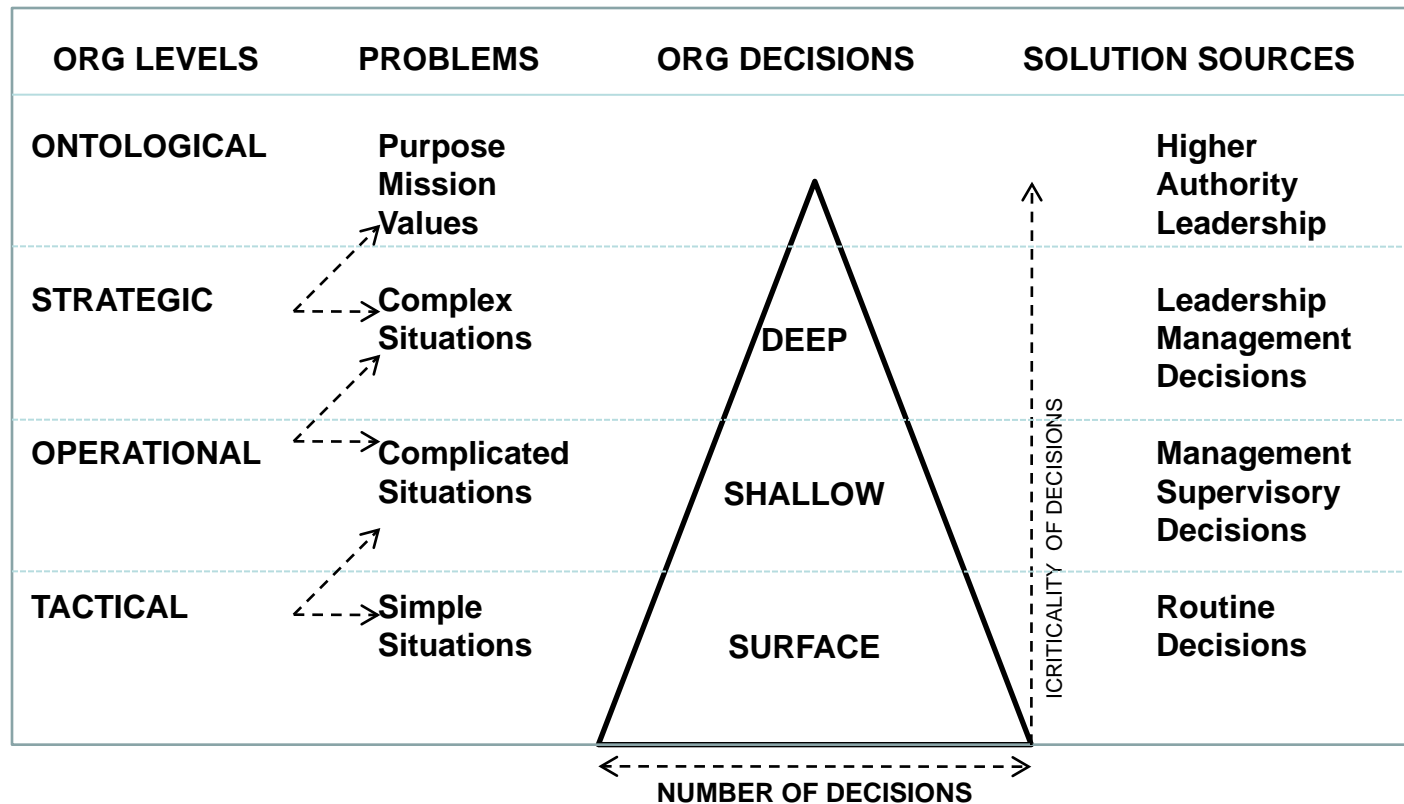 ORG LEVELS PROBLEMS ORG DECISIONS SOLUTION SOURCES
ONTOLOGICAL
Purpose
Mission
Values
Higher
Authority
Leadership
STRATEGIC
Complex
Situations
DEEP
Leadership
Management
Decisions
OPERATIONAL
Complicated
Situations
SHALLOW
Management
Supervisory
Decisions
TACTICAL
Simple
Situations
SURFACE
Routine
Decisions
ICRITICALITY OF DECISIONS
NUMBER OF DECISIONS